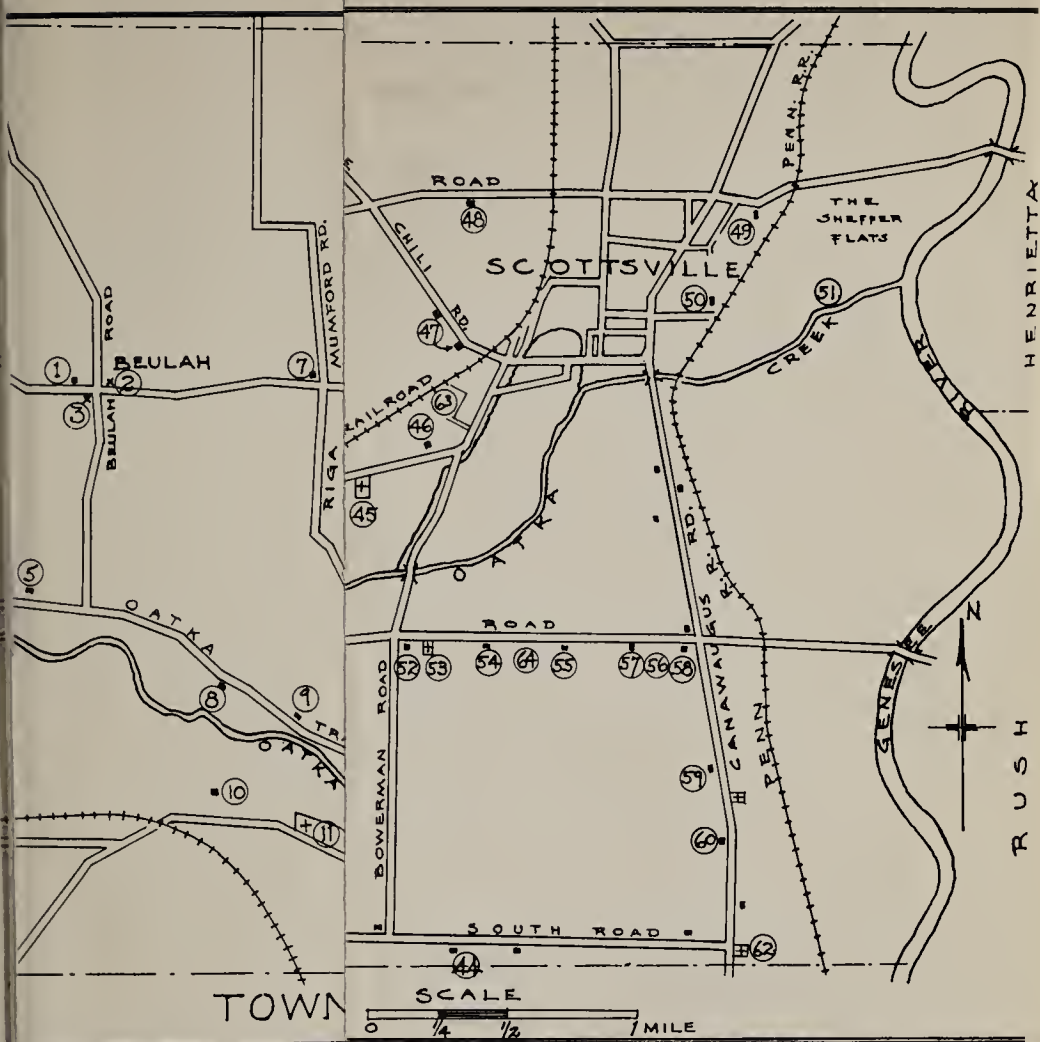 PENN. R.R.
ROAD
48
THE
SHEFFER
FLATS
HENRIETTA
CHILI
RD.
49
SCOTTSVILLE
MUMFORD RD.
RIGA
ROAD
BEULAH
1
2
3
BEULAH
7
47
50
51
CREEK
RIVER
RAILROAD
63
46
45
OATKA
5
OATKA
RD.
CANAWAUGUS
R.R.
PENN
N
GENESEE
RUSH
ROAD
52
53
54
64
55
57
56
58
BOWERMAN ROAD
8
9
OATKA
10
11
59
60
SOUTH ROAD
44
62
TOWN
SCALE
0 1/4 1/2 1 MILE